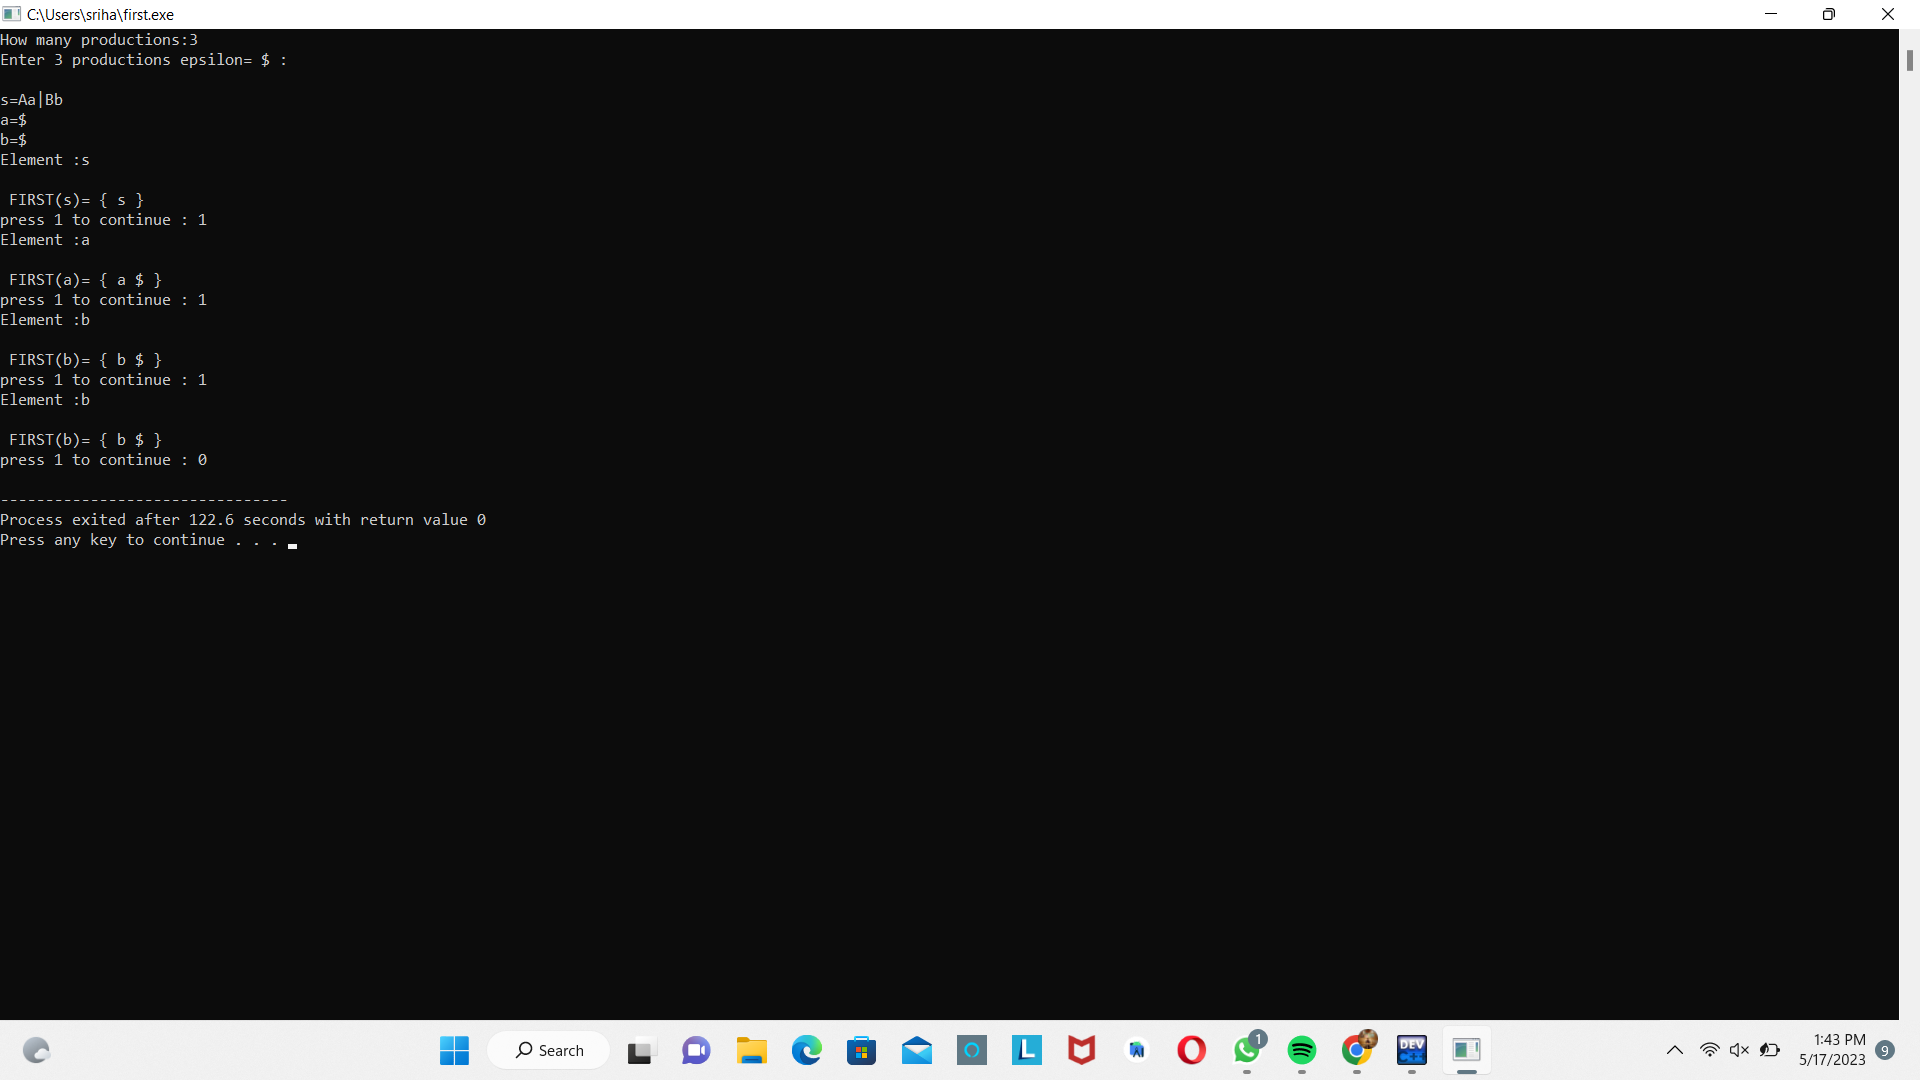 C:\Users\sriha\first.exe
How many productions:3
Enter 3 productions epsilon= $ :
s=Aa|Bb
a=$
b=$
Element :s
FIRST(s)= { s }
press 1 to continue : 1
Element :a
FIRST(a)= { a $ }
press 1 to continue : 1
Element :b
FIRST(b)= { b $ }
press 1 to continue : 1
Element :b
FIRST(b)= { b $ }
press 1 to continue : 0
--------------------------------
Process exited after 122.6 seconds with return value 0
Press any key to continue . . .
Search
L
AI
1
DEV
C++
1:43 PM
5/17/2023
9